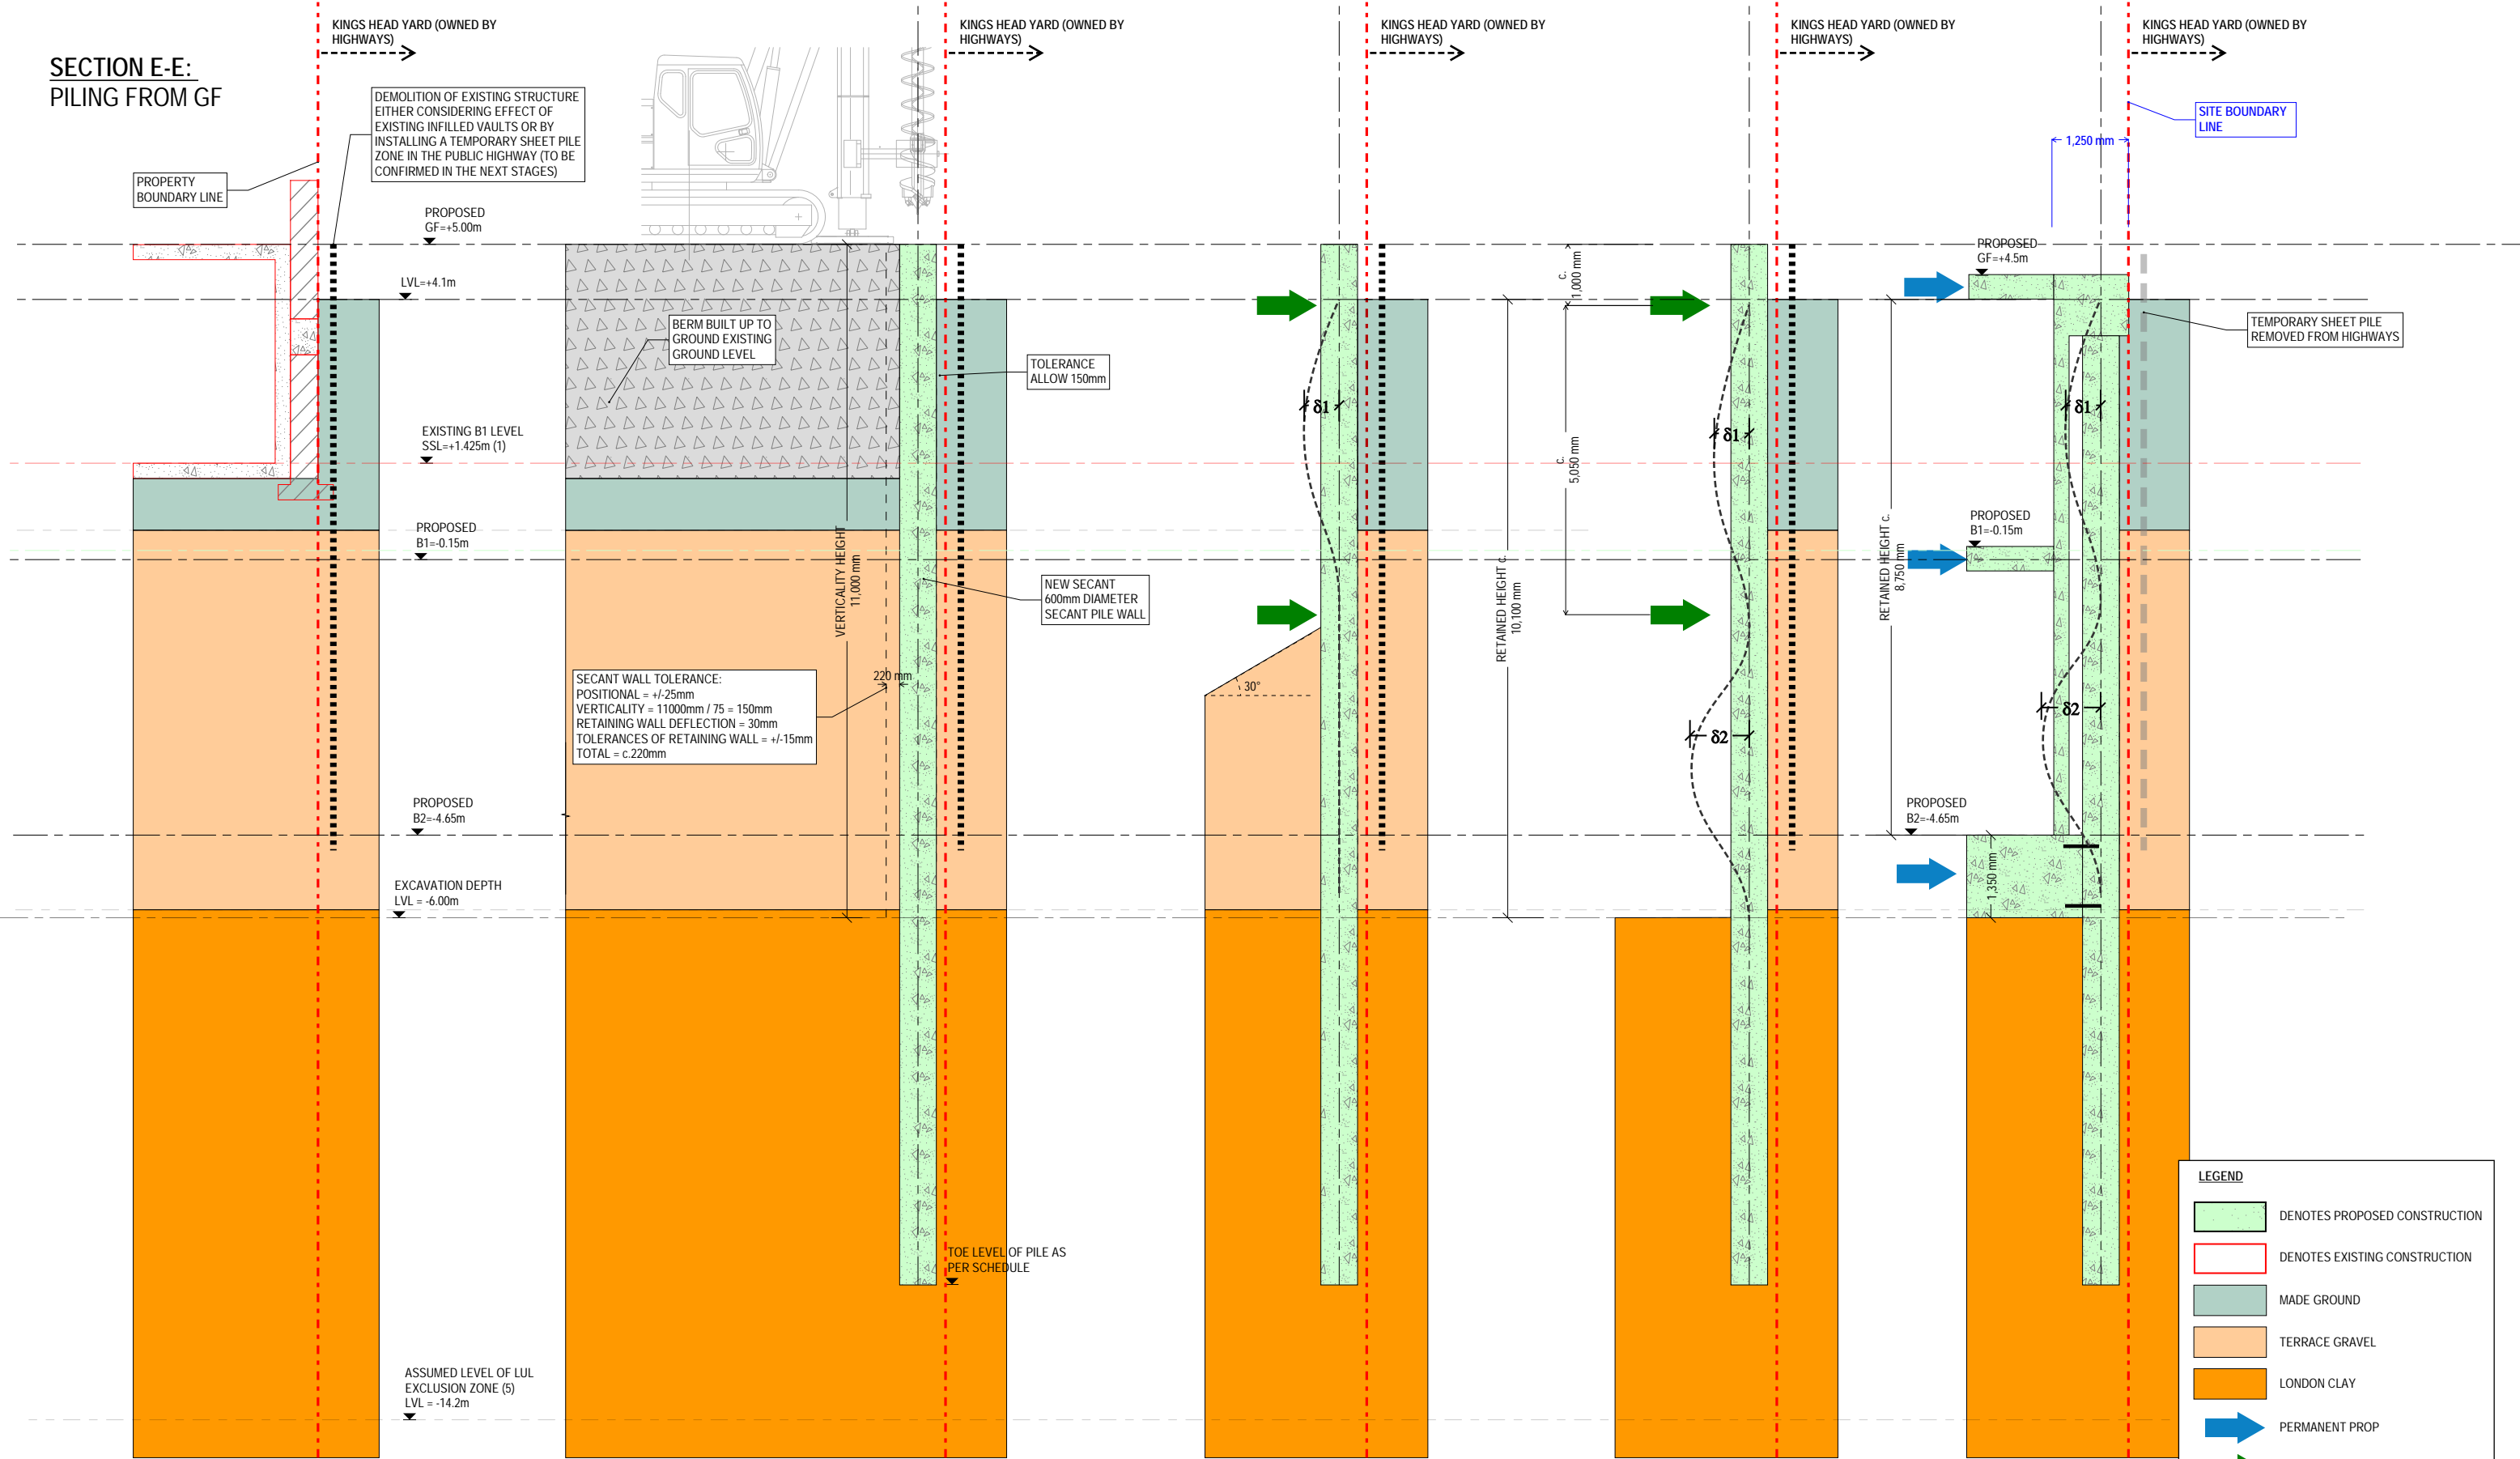 SECTION E-E:
PILING FROM GF
KINGS HEAD YARD (OWNED BY
HIGHWAYS)
KINGS HEAD YARD (OWNED BY
HIGHWAYS)
KINGS HEAD YARD (OWNED BY
HIGHWAYS)
KINGS HEAD YARD (OWNED BY
HIGHWAYS)
KINGS HEAD YARD (OWNED BY
HIGHWAYS)
DEMOLITION OF EXISTING STRUCTURE
EITHER CONSIDERING EFFECT OF
EXISTING INFILLED VAULTS OR BY
INSTALLING A TEMPORARY SHEET PILE
ZONE IN THE PUBLIC HIGHWAY (TO BE
CONFIRMED IN THE NEXT STAGES)
PROPERTY
BOUNDARY LINE
SITE BOUNDARY
LINE
1,250 mm
PROPOSED
GF=+5.00m
LVL=+4.1m
BERM BUILT UP TO
GROUND EXISTING
GROUND LEVEL
TOLERANCE
ALLOW 150mm
EXISTING B1 LEVEL
SSL=+1.425m (1)
PROPOSED
B1=-0.15m
VERTICALITY HEIGHT
11,000 mm
NEW SECANT
600mm DIAMETER
SECANT PILE WALL
220 mm
SECANT WALL TOLERANCE:
POSITIONAL = +/-25mm
VERTICALITY = 11000mm / 75 = 150mm
RETAINING WALL DEFLECTION = 30mm
TOLERANCES OF RETAINING WALL = +/-15mm
TOTAL = c.220mm
PROPOSED
B2=-4.65m
EXCAVATION DEPTH
LVL = -6.00m
TOE LEVEL OF PILE AS
PER SCHEDULE
ASSUMED LEVEL OF LUL
EXCLUSION ZONE (5)
LVL = -14.2m
δ1
30°
RETAINED HEIGHT c.
10,100 mm
c.
1,000 mm
c.
5,050 mm
δ1
δ2
PROPOSED
GF=+4.5m
TEMPORARY SHEET PILE
REMOVED FROM HIGHWAYS
δ1
RETAINED HEIGHT c.
8,750 mm
PROPOSED
B1=-0.15m
δ2
PROPOSED
B2=-4.65m
1,350 mm
LEGEND
DENOTES PROPOSED CONSTRUCTION
DENOTES EXISTING CONSTRUCTION
MADE GROUND
TERRACE GRAVEL
LONDON CLAY
PERMANENT PROP